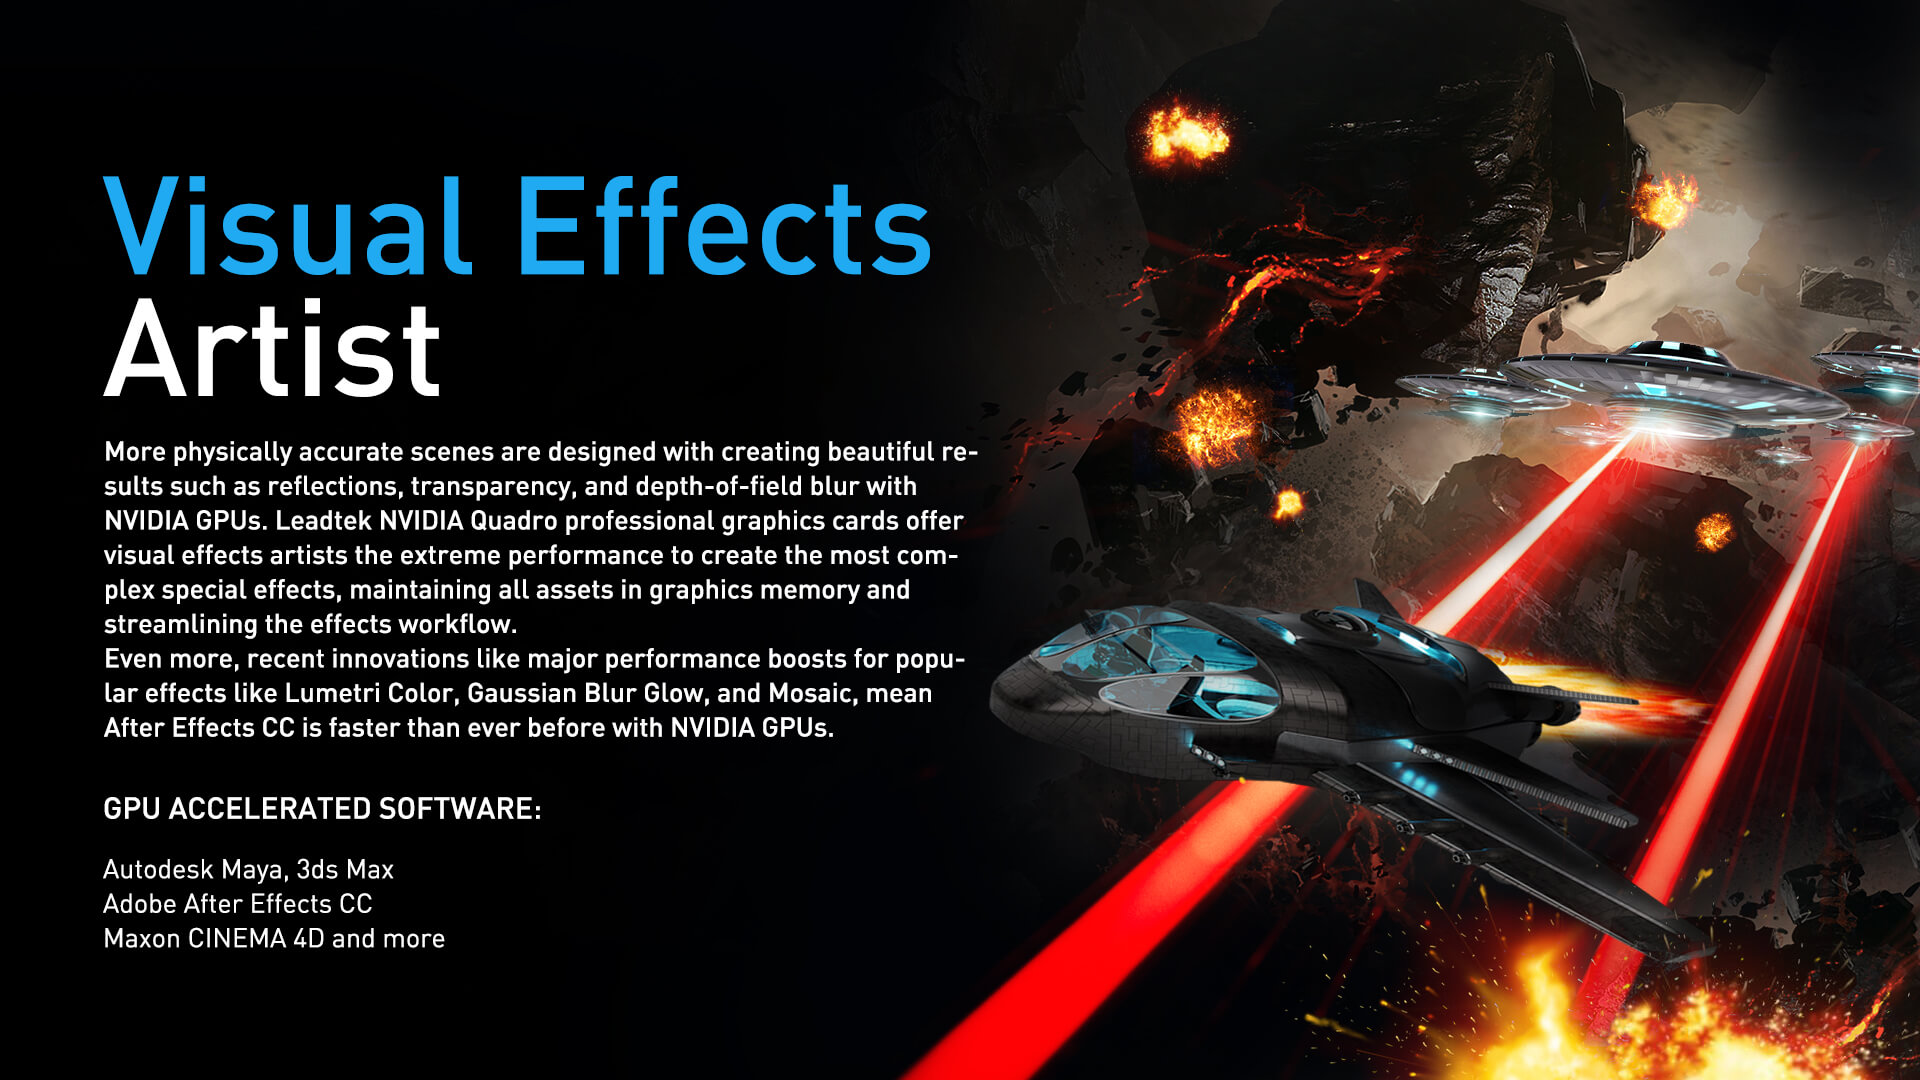 Visual Effects
Artist
More physically accurate scenes are designed with creating beautiful re-
sults such as reflections, transparency, and depth-of-field blur with
NVIDIA GPUs. Leadtek NVIDIA Quadro professional graphics cards offer
visual effects artists the extreme performance to create the most com-
plex special effects, maintaining all assets in graphics memory and
streamlining the effects workflow.
Even more, recent innovations like major performance boosts for popu-
lar effects like Lumetri Color, Gaussian Blur Glow, and Mosaic, mean
After Effects CC is faster than ever before with NVIDIA GPUs.
GPU ACCELERATED SOFTWARE:
Autodesk Maya, 3ds Max
Adobe After Effects CC
Maxon CINEMA 4D and more